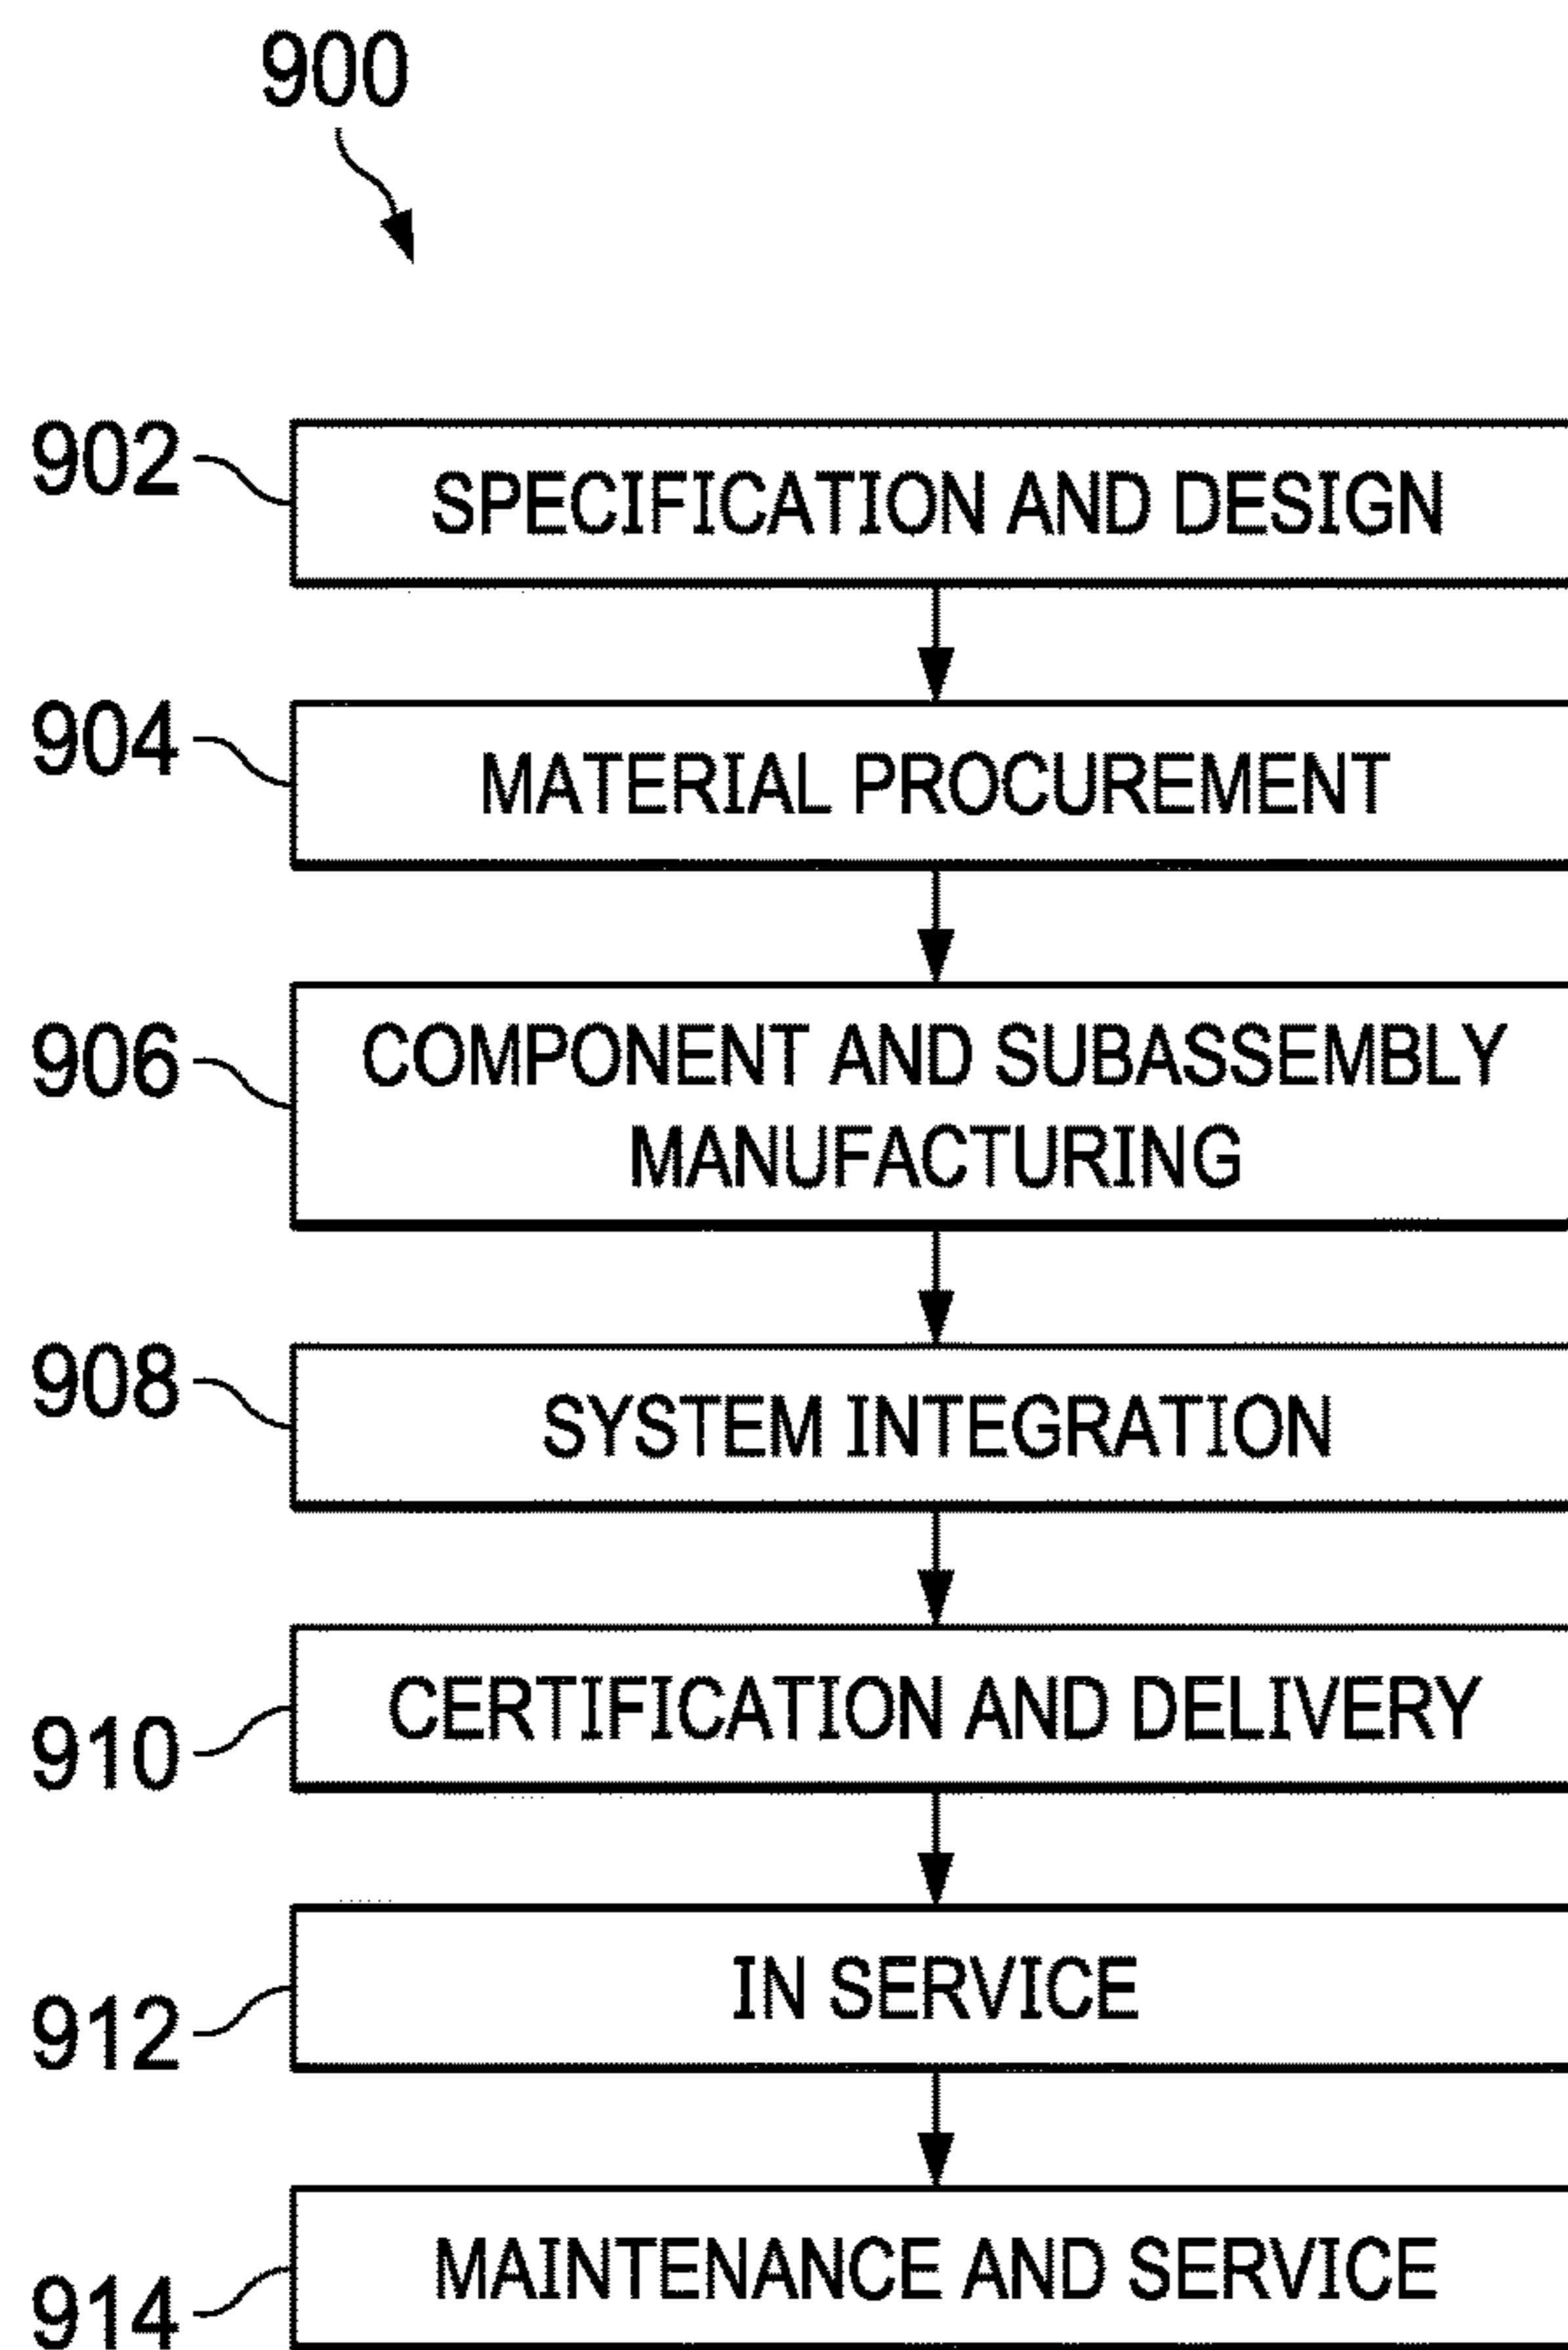 900
902
SPECIFICATION AND DESIGN
904
MATERIAL PROCUREMENT
906
COMPONENT AND SUBASSEMBLY
MANUFACTURING
908
SYSTEM INTEGRATION
910
CERTIFICATION AND DELIVERY
912
IN SERVICE
914
MAINTENANCE AND SERVICE